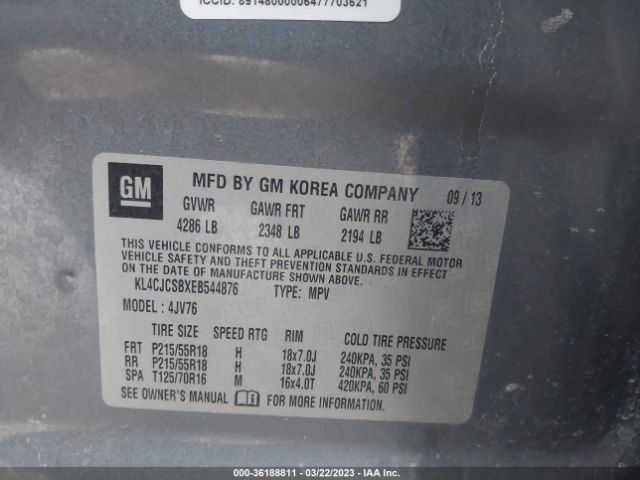 ICCID: 89148000006477703621
GM
MFD BY GM KOREA COMPANY 09 / 13
GVWR GAWR FRT GAWR RR
4286 LB 2348 LB 2194 LB
THIS VEHICLE CONFORMS TO ALL APPLICABLE U.S. FEDERAL MOTOR
VEHICLE SAFETY AND THEFT PREVENTION STANDARDS IN EFFECT
ON THE DATE OF MANUFACTURE SHOWN ABOVE.
KL4CJCSBXEB544876 TYPE: MPV
MODEL: 4JV76
TIRE SIZE SPEED RTG RIM COLD TIRE PRESSURE
FRT P215/55R18 H 18x7.0J 240KPA, 35 PSI
RR P215/55R18 H 18x7.0J 240KPA, 35 PSI
SPA T125/70R16 M 16x4.0T 420KPA, 60 PSI
SEE OWNER'S MANUAL FOR MORE INFORMATION.
000-36188811 - 03/22/2023 - IAA Inc.